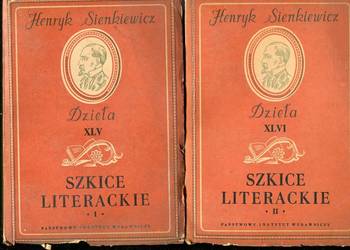 Henryk Sienkiewicz
Dzieła
XLV
SZKICE
LITERACKIE
· I ·
PAŃSTWOWY INSTYTUT WYDAWNICZY
Henryk Sienkiewicz
Dzieła
XLVI
SZKICE
LITERACKIE
· II ·
PAŃSTWOWY INSTYTUT WYDAWNICZY